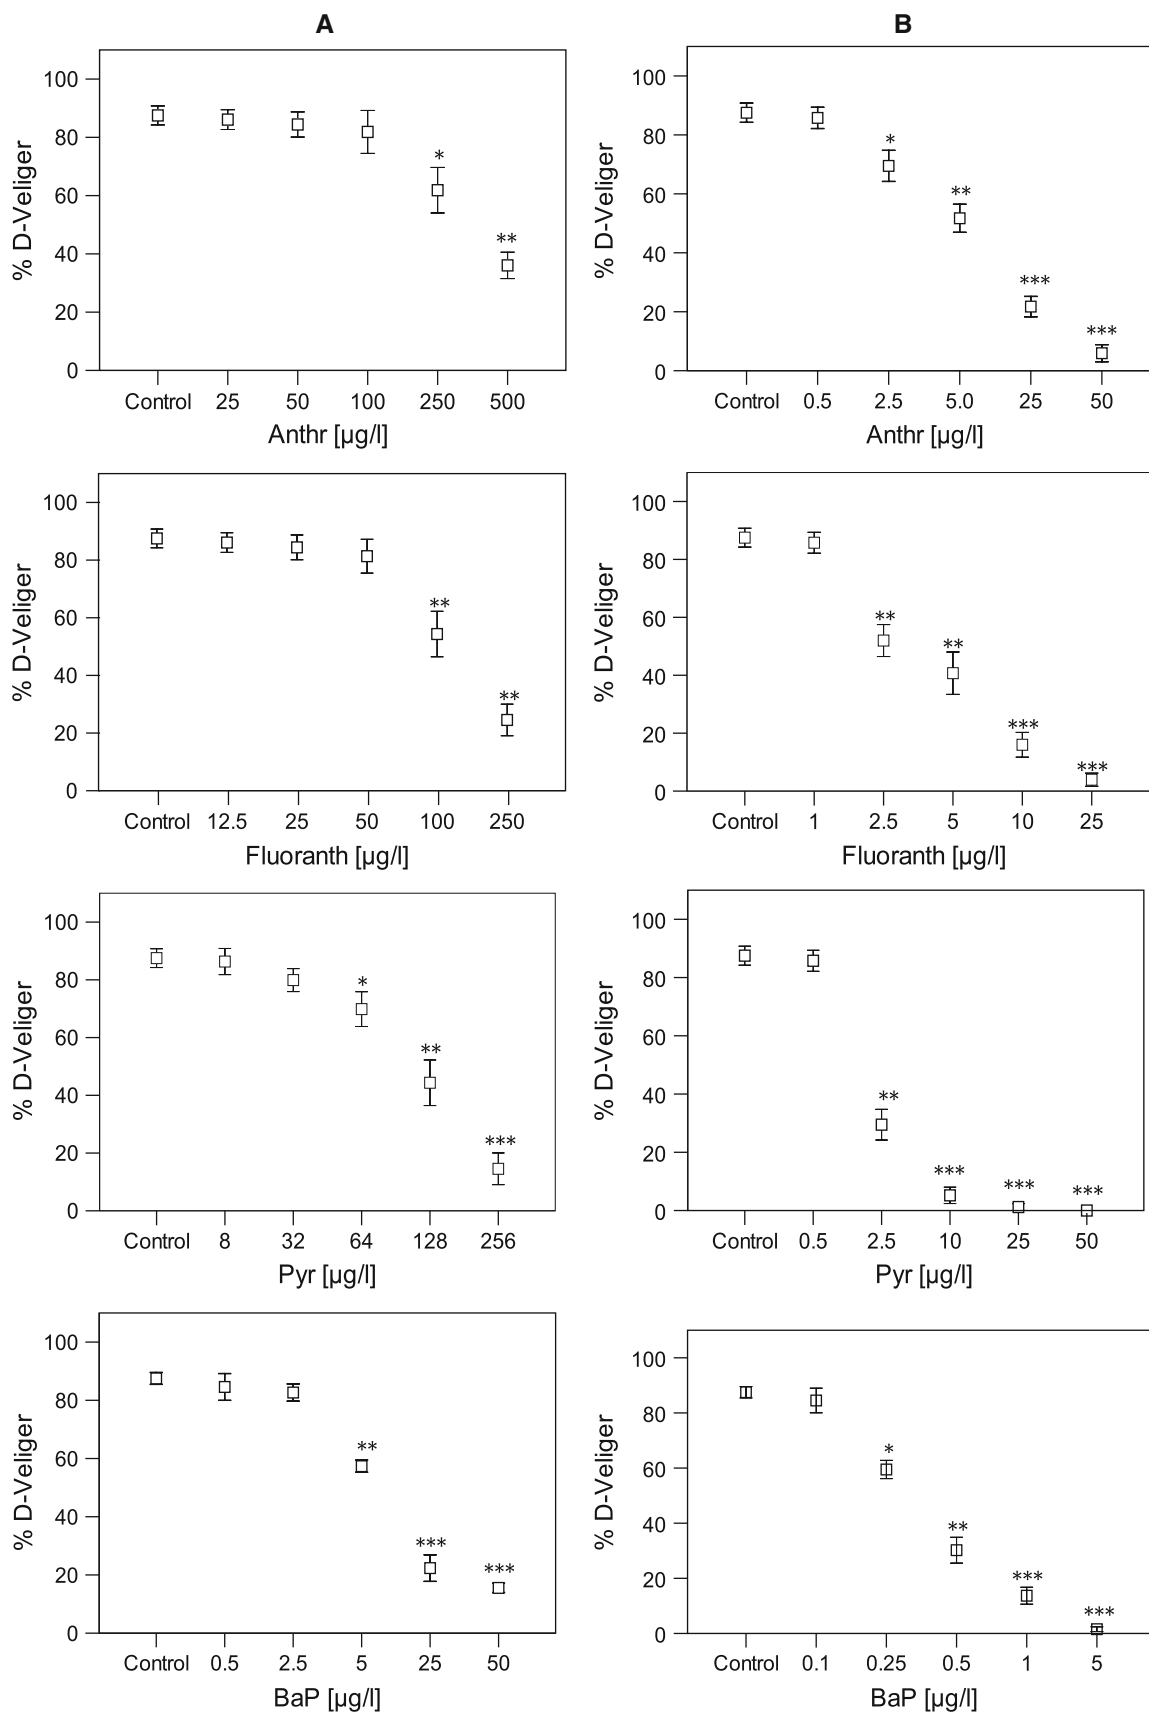 A
B
% D-Veliger
100
80
60
40
20
0
*
**
Control 25 50 100 250 500
Anthr [µg/l]
% D-Veliger
100
80
60
40
20
0
*
**
***
***
Control 0.5 2.5 5.0 25 50
Anthr [µg/l]
% D-Veliger
100
80
60
40
20
0
**
**
Control 12.5 25 50 100 250
Fluoranth [µg/l]
% D-Veliger
100
80
60
40
20
0
**
**
***
***
Control 1 2.5 5 10 25
Fluoranth [µg/l]
% D-Veliger
100
80
60
40
20
0
*
**
***
Control 8 32 64 128 256
Pyr [µg/l]
% D-Veliger
100
80
60
40
20
0
**
***
***
***
Control 0.5 2.5 10 25 50
Pyr [µg/l]
% D-Veliger
100
80
60
40
20
0
**
***
***
Control 0.5 2.5 5 25 50
BaP [µg/l]
% D-Veliger
100
80
60
40
20
0
*
**
***
***
Control 0.1 0.25 0.5 1 5
BaP [µg/l]